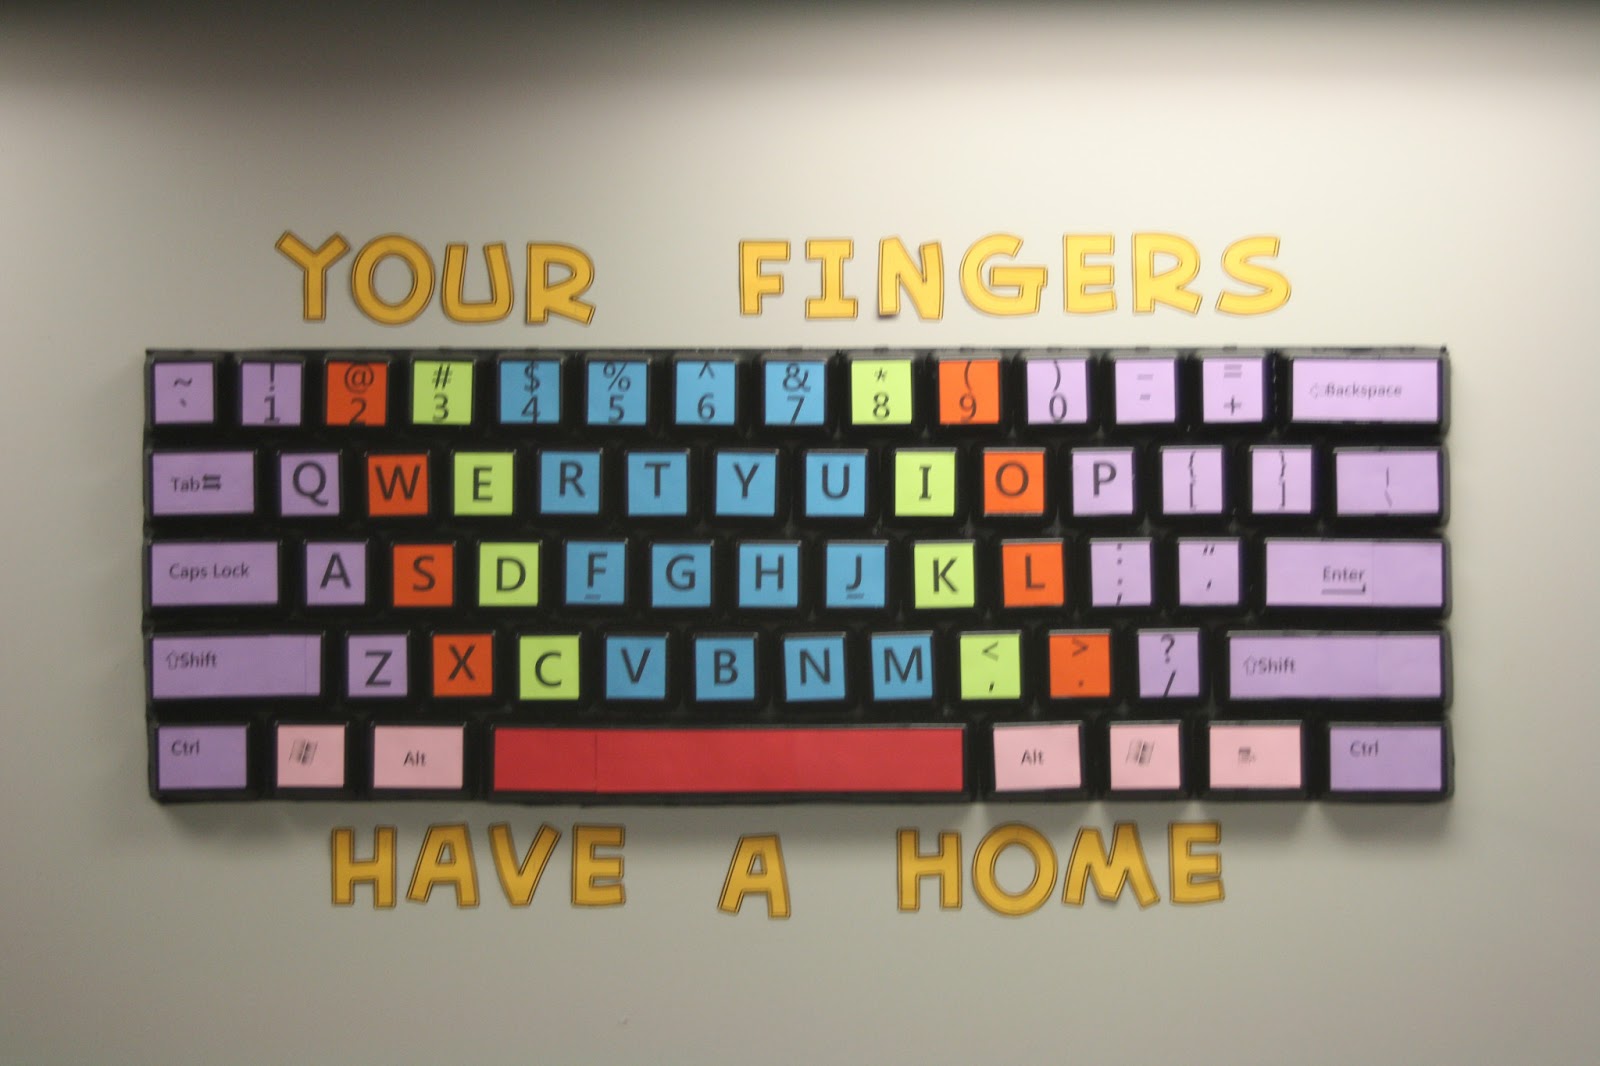 YOUR FINGERS
~ ! @ # $ % ^ & * ( ) _ =
` 1 2 3 4 5 6 7 8 9 0 - + Backspace
Tab Q W E R T Y U I O P { [ } ] | \
Caps Lock A S D F G H J K L : ; " ' Enter
Shift Z X C V B N M < , > . ? / Shift
Ctrl Alt Alt Ctrl
HAVE A HOME